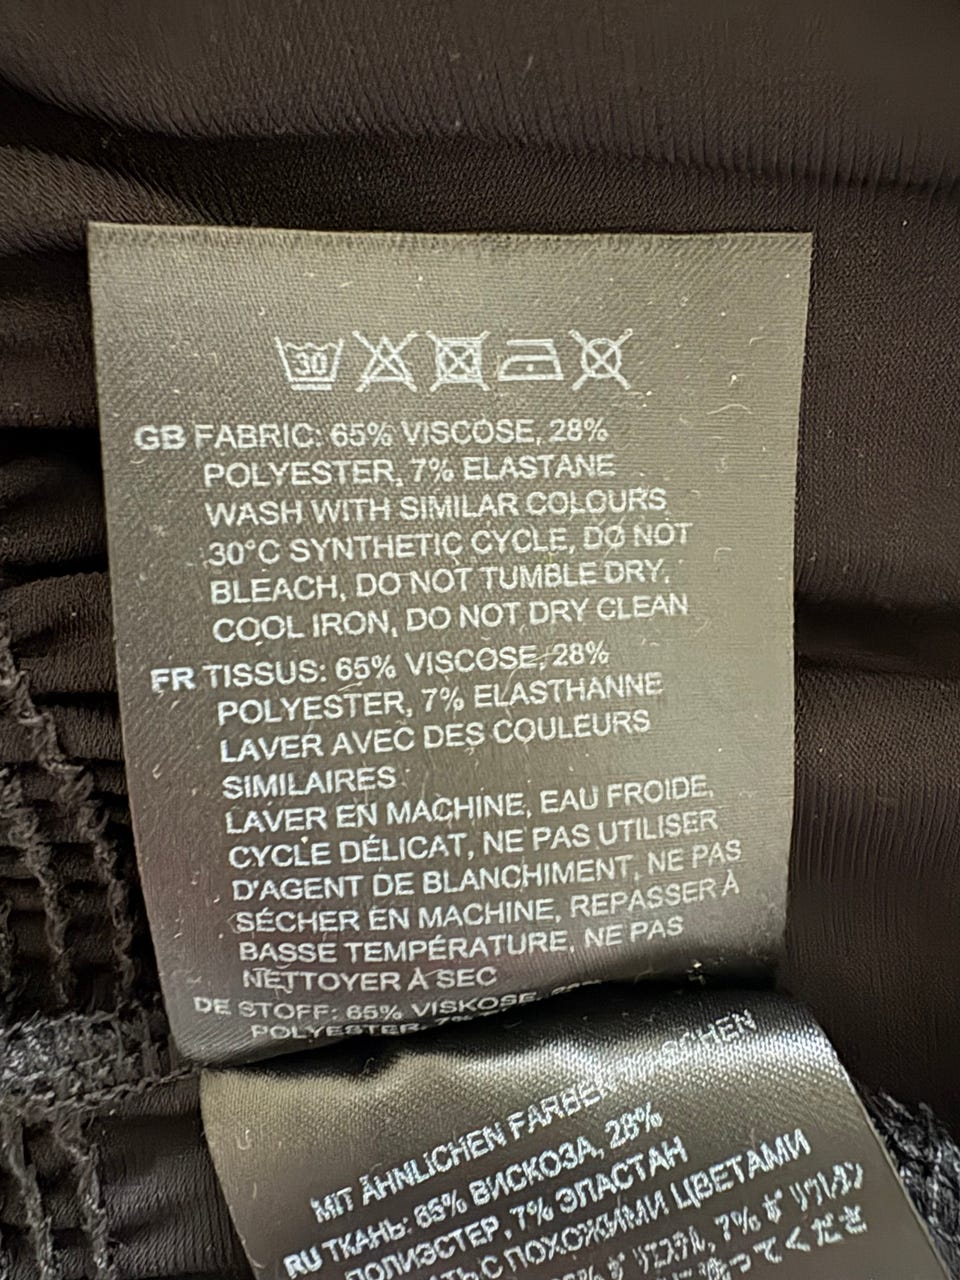 30
GB FABRIC: 65% VISCOSE, 28%
POLYESTER, 7% ELASTANE
WASH WITH SIMILAR COLOURS
30°C SYNTHETIC CYCLE, DO NOT
BLEACH, DO NOT TUMBLE DRY,
COOL IRON, DO NOT DRY CLEAN
FR TISSUS: 65% VISCOSE, 28%
POLYESTER, 7% ELASTHANNE
LAVER AVEC DES COULEURS
SIMILAIRES
LAVER EN MACHINE, EAU FROIDE,
CYCLE DÉLICAT, NE PAS UTILISER
D'AGENT DE BLANCHIMENT, NE PAS
SÉCHER EN MACHINE, REPASSER À
BASSE TEMPÉRATURE, NE PAS
NETTOYER À SEC
DE STOFF: 65% VISKOSE,
POLYESTER,
MIT ÄHNLICHEN
RU ТКАНЬ: 65% ВИСКОЗА, 28%
ПОЛИЭСТЕР, 7% ЭЛАСТАН
С ПОХОЖИМИ ЦВЕТАМИ
7%